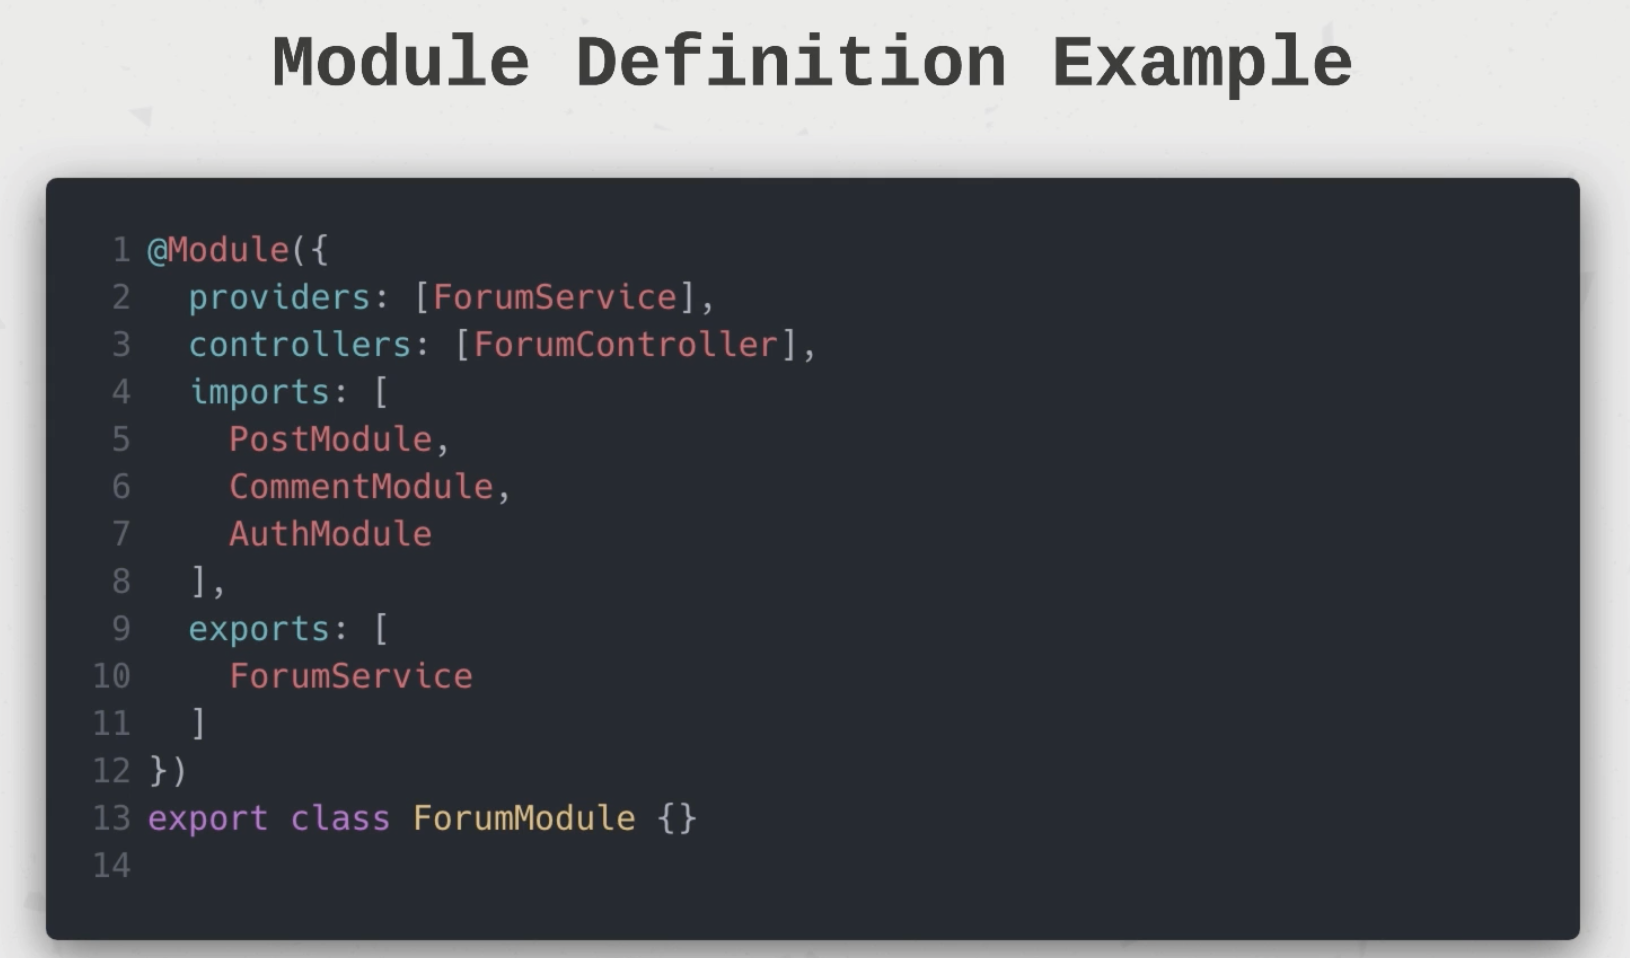 Module Definition Example
1 @Module({
2   providers: [ForumService],
3   controllers: [ForumController],
4   imports: [
5     PostModule,
6     CommentModule,
7     AuthModule
8   ],
9   exports: [
10     ForumService
11   ]
12 })
13 export class ForumModule {}
14